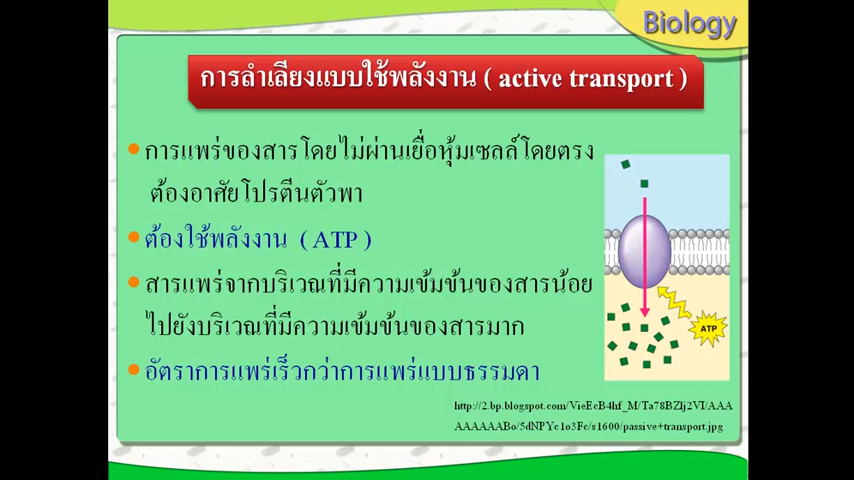 Biology
การลำเลียงแบบใช้พลังงาน ( active transport )
การแพร่ของสารโดยไม่ผ่านเยื่อหุ้มเซลล์โดยตรง
ต้องอาศัยโปรตีนตัวพา
ต้องใช้พลังงาน ( ATP )
สารแพร่จากบริเวณที่มีความเข้มข้นของสารน้อย
ไปยังบริเวณที่มีความเข้มข้นของสารมาก
ATP
อัตราการแพร่เร็วกว่าการแพร่แบบธรรมดา
http://2.bp.blogspot.com/VieEcB4hf_M/Ta78BZlj2VI/AAA
AAAAAABo/5dNPYc1o3Fc/s1600/passive+transport.jpg